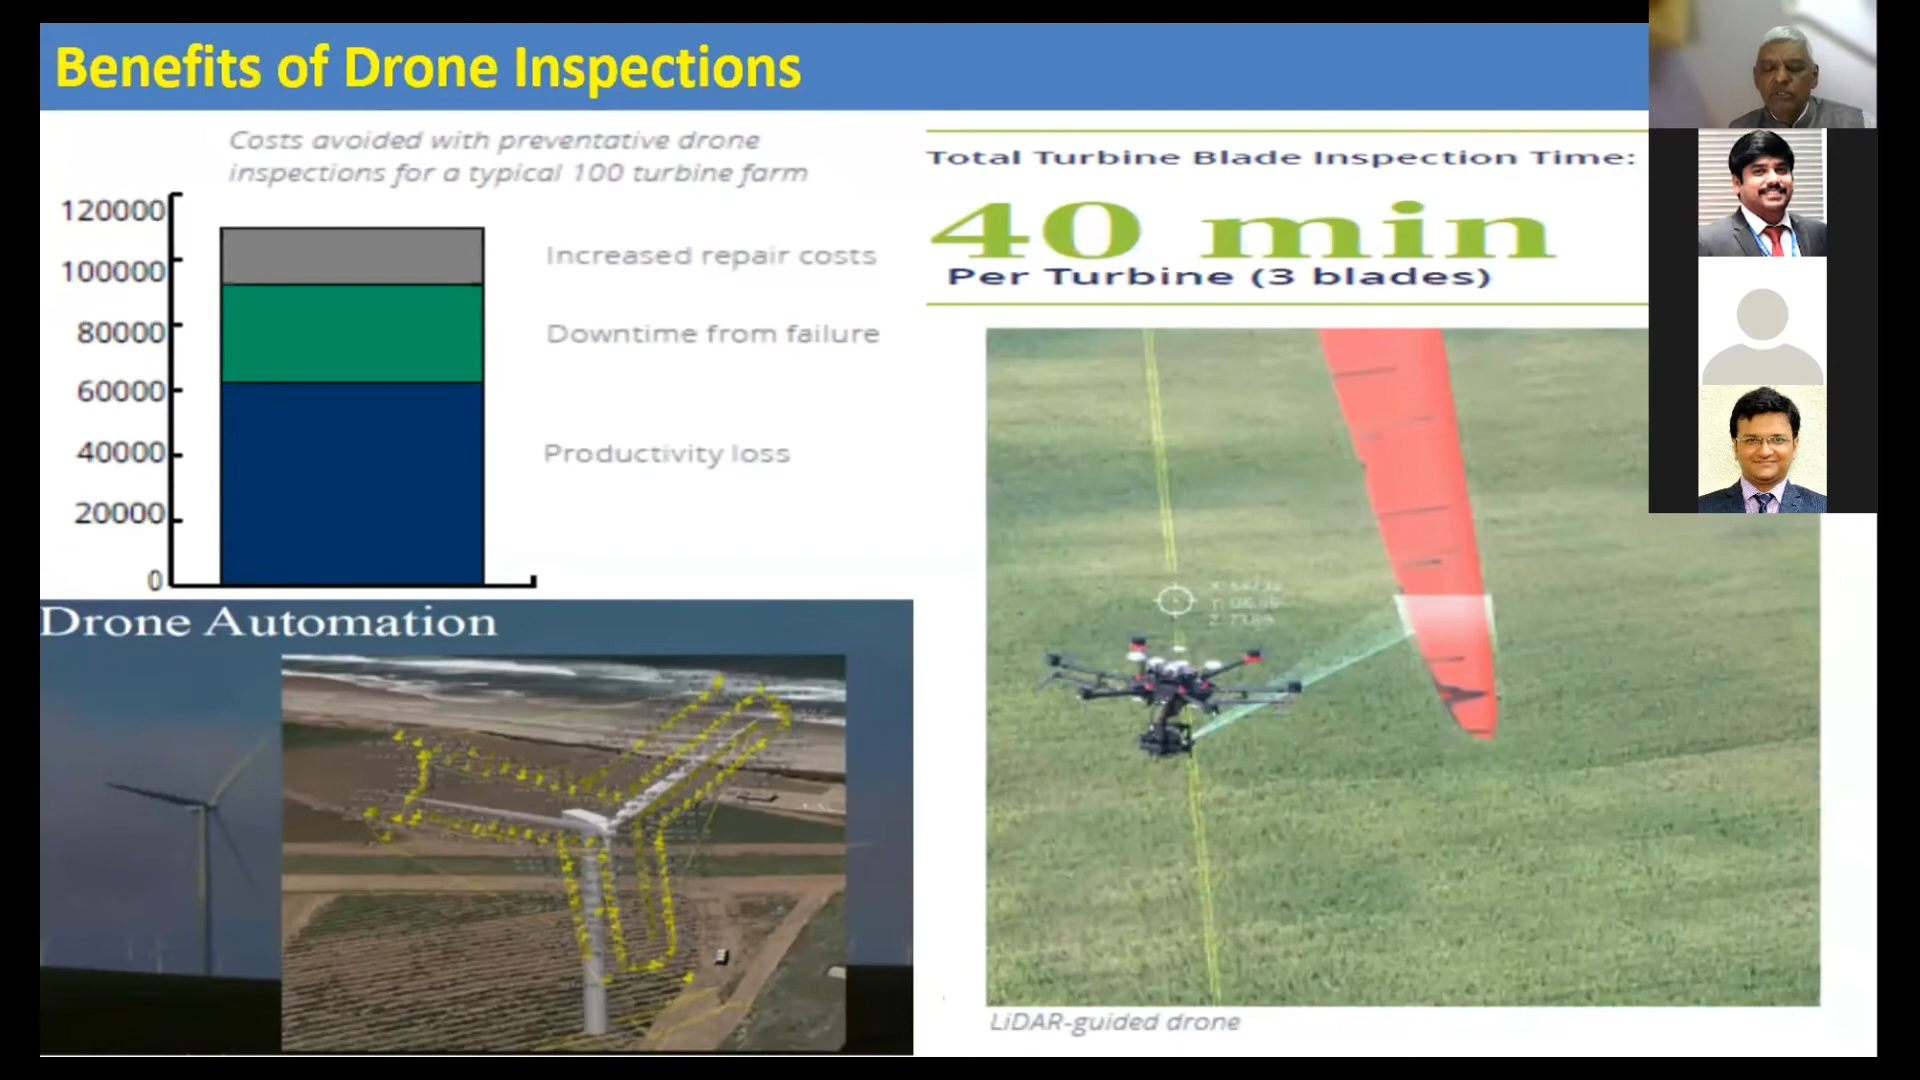 Benefits of Drone Inspections
Costs avoided with preventative drone
inspections for a typical 100 turbine farm
120000
100000
80000
60000
40000
20000
0
Increased repair costs
Downtime from failure
Productivity loss
Total Turbine Blade Inspection Time:
40 min
Per Turbine (3 blades)
Drone Automation
LiDAR-guided drone